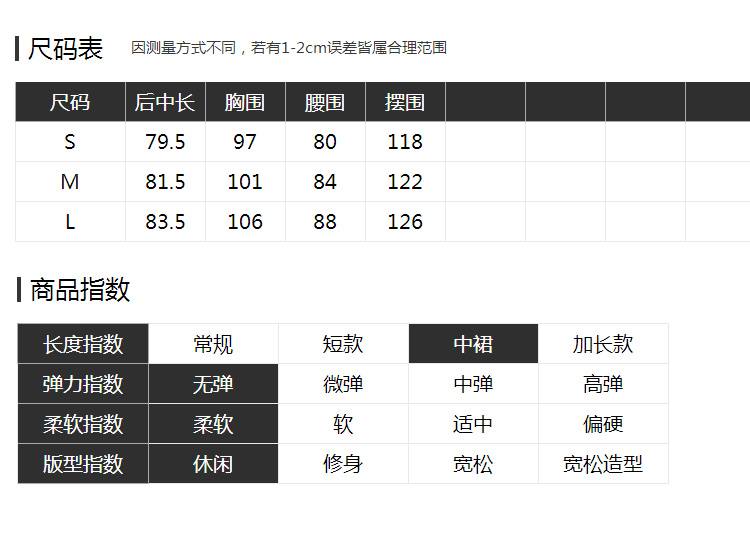 尺码表 因测量方式不同，若有1-2cm误差皆属合理范围
尺码 后中长 胸围 腰围 摆围
S 79.5 97 80 118
M 81.5 101 84 122
L 83.5 106 88 126
商品指数
长度指数 常规 短款 中裙 加长款
弹力指数 无弹 微弹 中弹 高弹
柔软指数 柔软 软 适中 偏硬
版型指数 休闲 修身 宽松 宽松造型